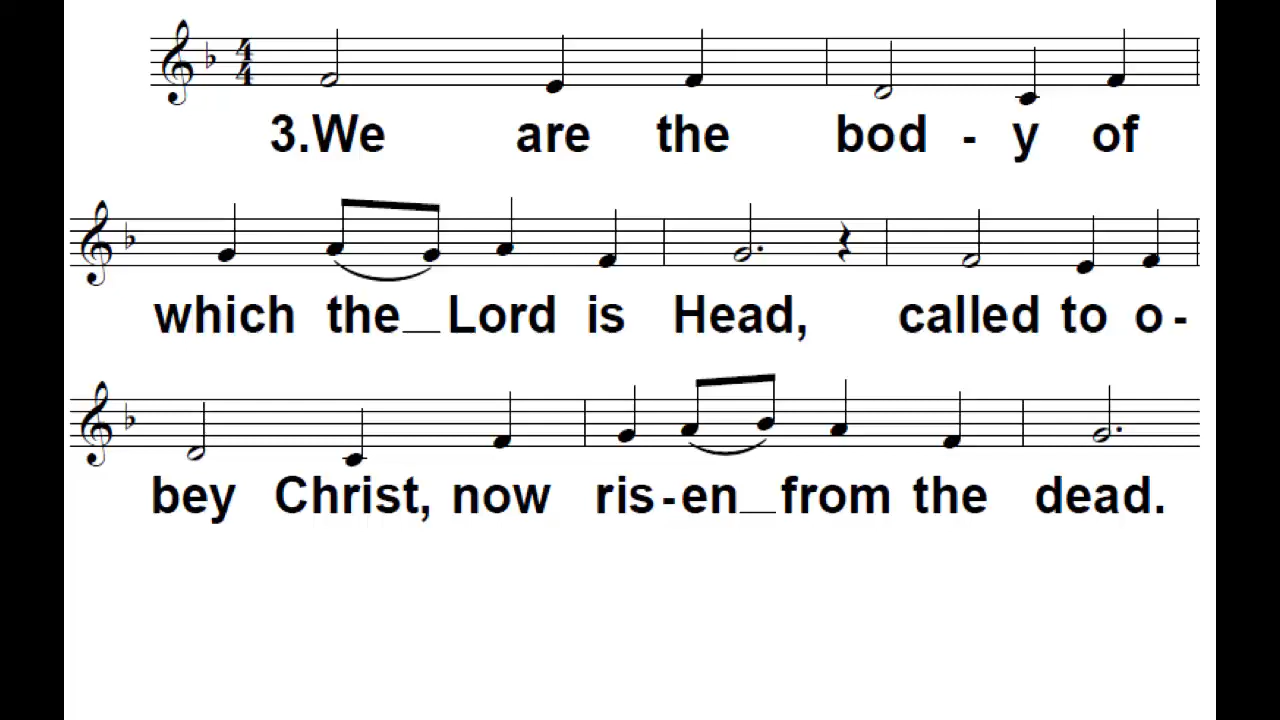 3.We are the bod - y of
which the Lord is Head, called to o-
bey Christ, now ris-en from the dead.